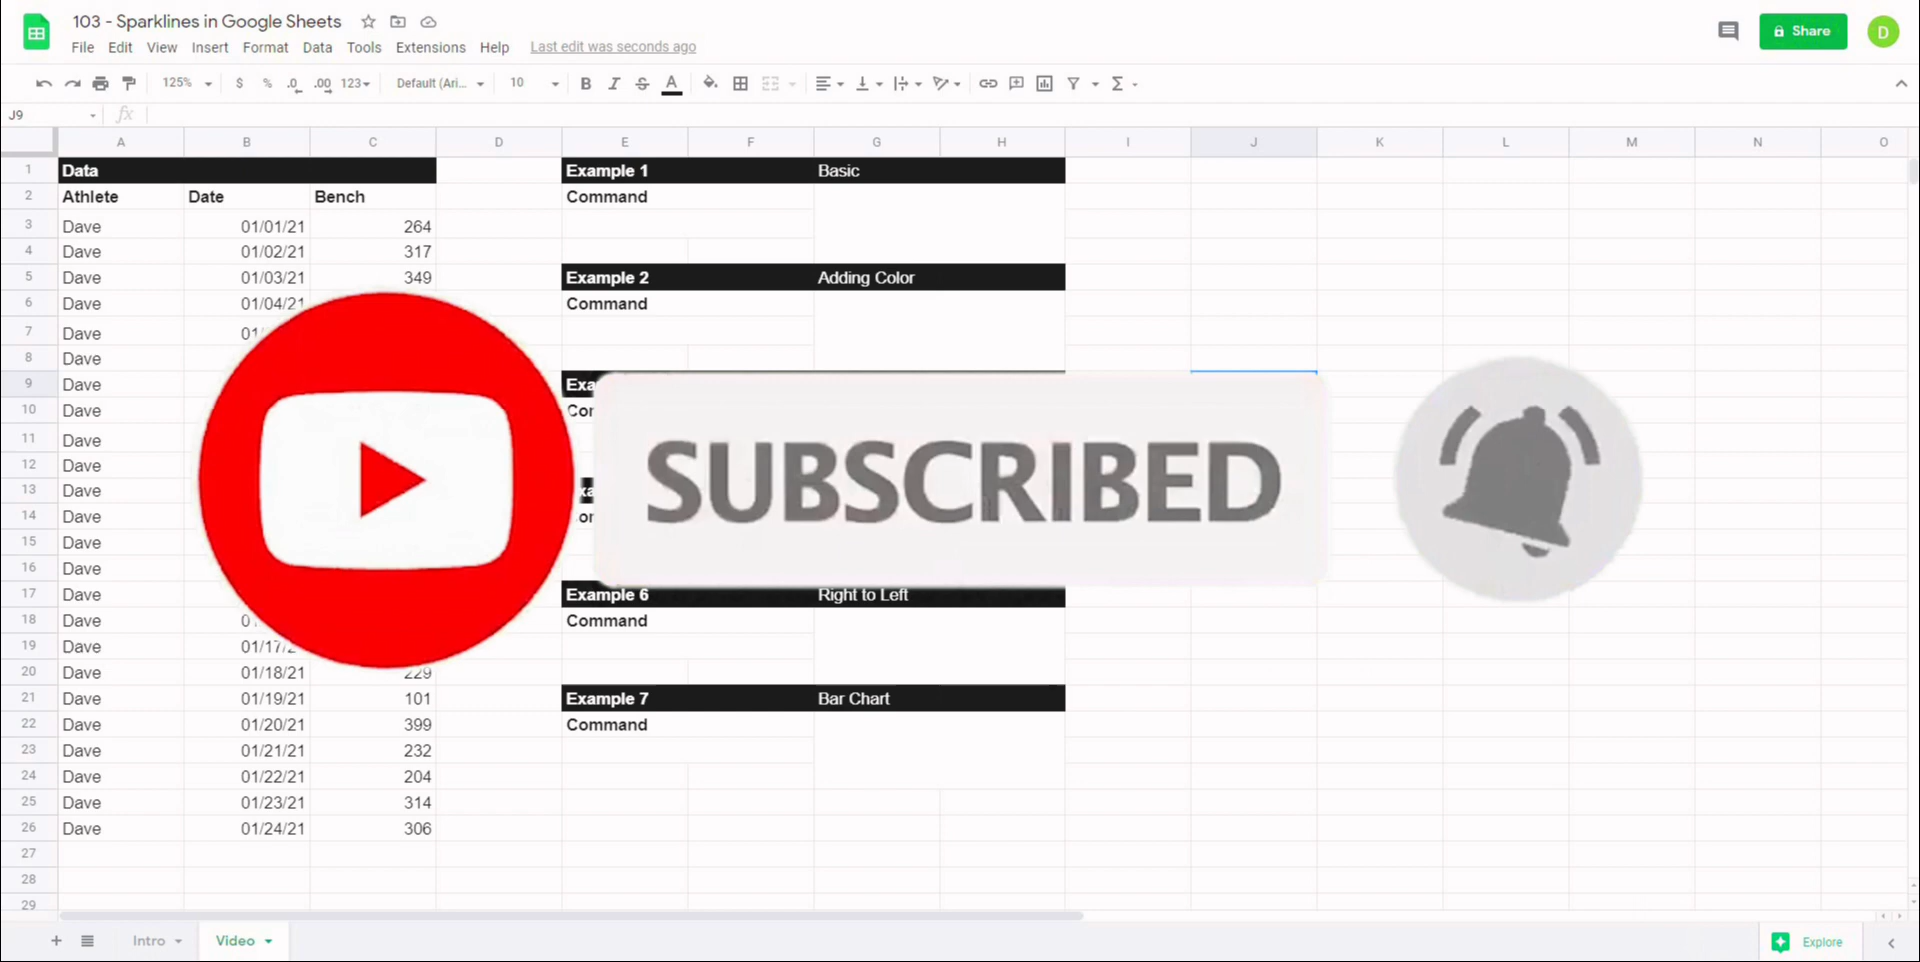 103 - Sparklines in Google Sheets
File Edit View Insert Format Data Tools Extensions Help Last edit was seconds ago
Share
D
125% $ % .0 .00 123 Default (Ari... 10 B I S A
J9 fx
A B C D E F G H I J K L M N O
1 Data Example 1 Basic
2 Athlete Date Bench Command
3 Dave 01/01/21 264
4 Dave 01/02/21 317
5 Dave 01/03/21 349 Example 2 Adding Color
6 Dave 01/04/21 Command
7 Dave
8 Dave
9 Dave
10 Dave
11 Dave
12 Dave
13 Dave
14 Dave
15 Dave
16 Dave
SUBSCRIBED
17 Dave Example 6 Right to Left
18 Dave Command
19 Dave
20 Dave 01/18/21 229
21 Dave 01/19/21 101 Example 7 Bar Chart
22 Dave 01/20/21 399 Command
23 Dave 01/21/21 232
24 Dave 01/22/21 204
25 Dave 01/23/21 314
26 Dave 01/24/21 306
27
28
29
Intro Video Explore